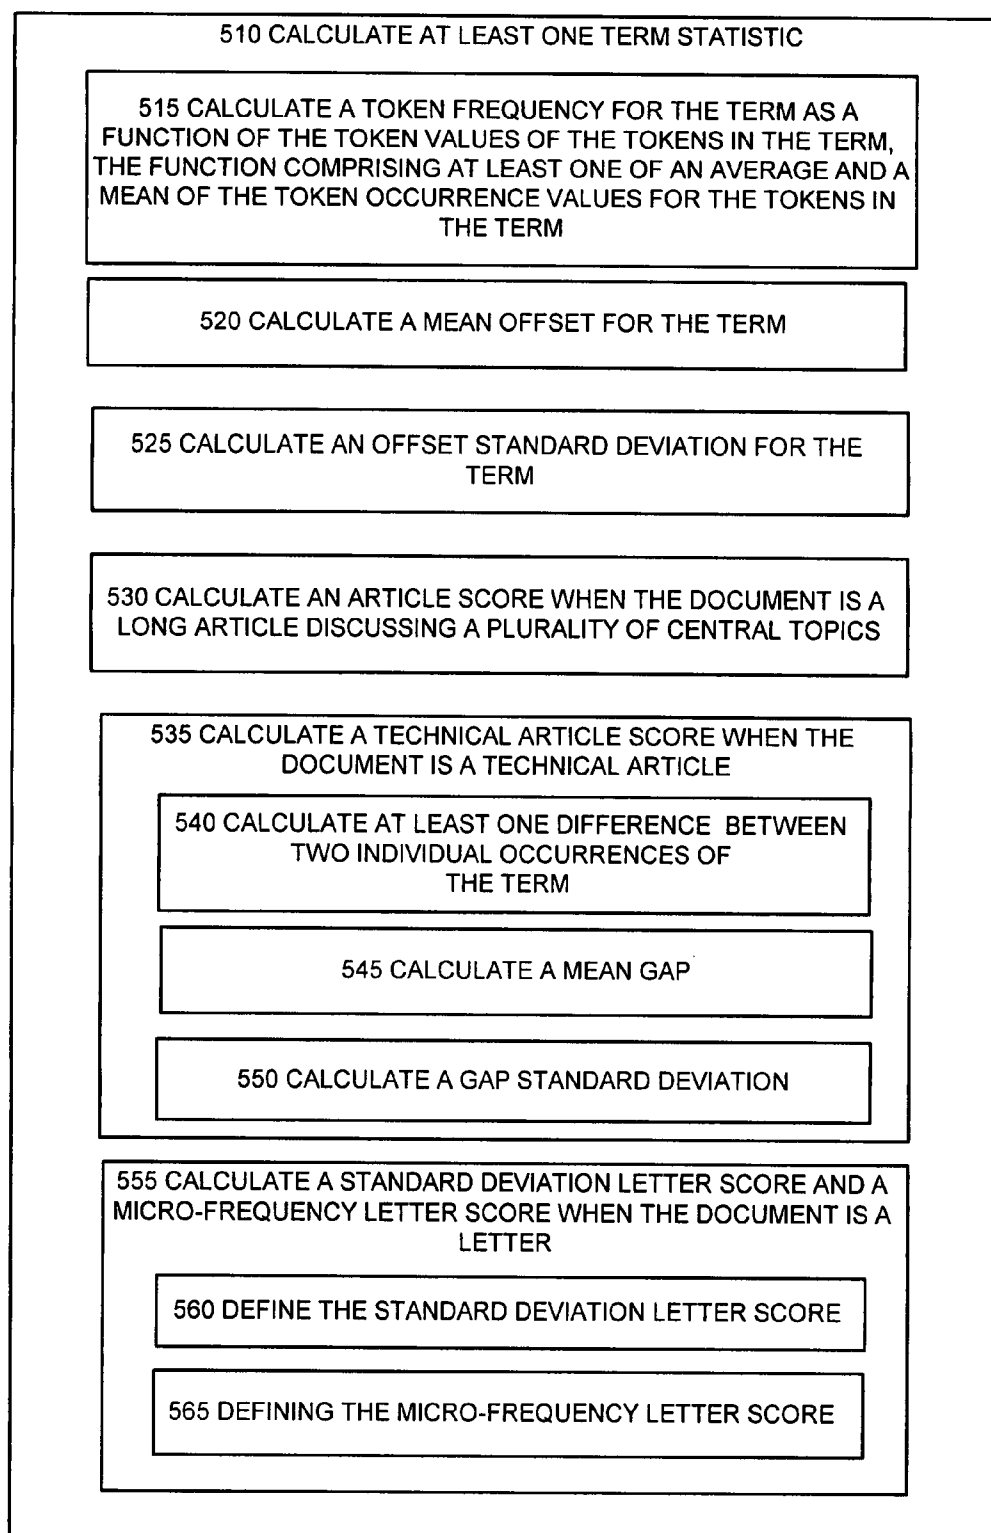 510 CALCULATE AT LEAST ONE TERM STATISTIC
515 CALCULATE A TOKEN FREQUENCY FOR THE TERM AS A
FUNCTION OF THE TOKEN VALUES OF THE TOKENS IN THE TERM,
THE FUNCTION COMPRISING AT LEAST ONE OF AN AVERAGE AND A
MEAN OF THE TOKEN OCCURRENCE VALUES FOR THE TOKENS IN
THE TERM
520 CALCULATE A MEAN OFFSET FOR THE TERM
525 CALCULATE AN OFFSET STANDARD DEVIATION FOR THE
TERM
530 CALCULATE AN ARTICLE SCORE WHEN THE DOCUMENT IS A
LONG ARTICLE DISCUSSING A PLURALITY OF CENTRAL TOPICS
535 CALCULATE A TECHNICAL ARTICLE SCORE WHEN THE
DOCUMENT IS A TECHNICAL ARTICLE
540 CALCULATE AT LEAST ONE DIFFERENCE BETWEEN
TWO INDIVIDUAL OCCURRENCES OF
THE TERM
545 CALCULATE A MEAN GAP
550 CALCULATE A GAP STANDARD DEVIATION
555 CALCULATE A STANDARD DEVIATION LETTER SCORE AND A
MICRO-FREQUENCY LETTER SCORE WHEN THE DOCUMENT IS A
LETTER
560 DEFINE THE STANDARD DEVIATION LETTER SCORE
565 DEFINING THE MICRO-FREQUENCY LETTER SCORE